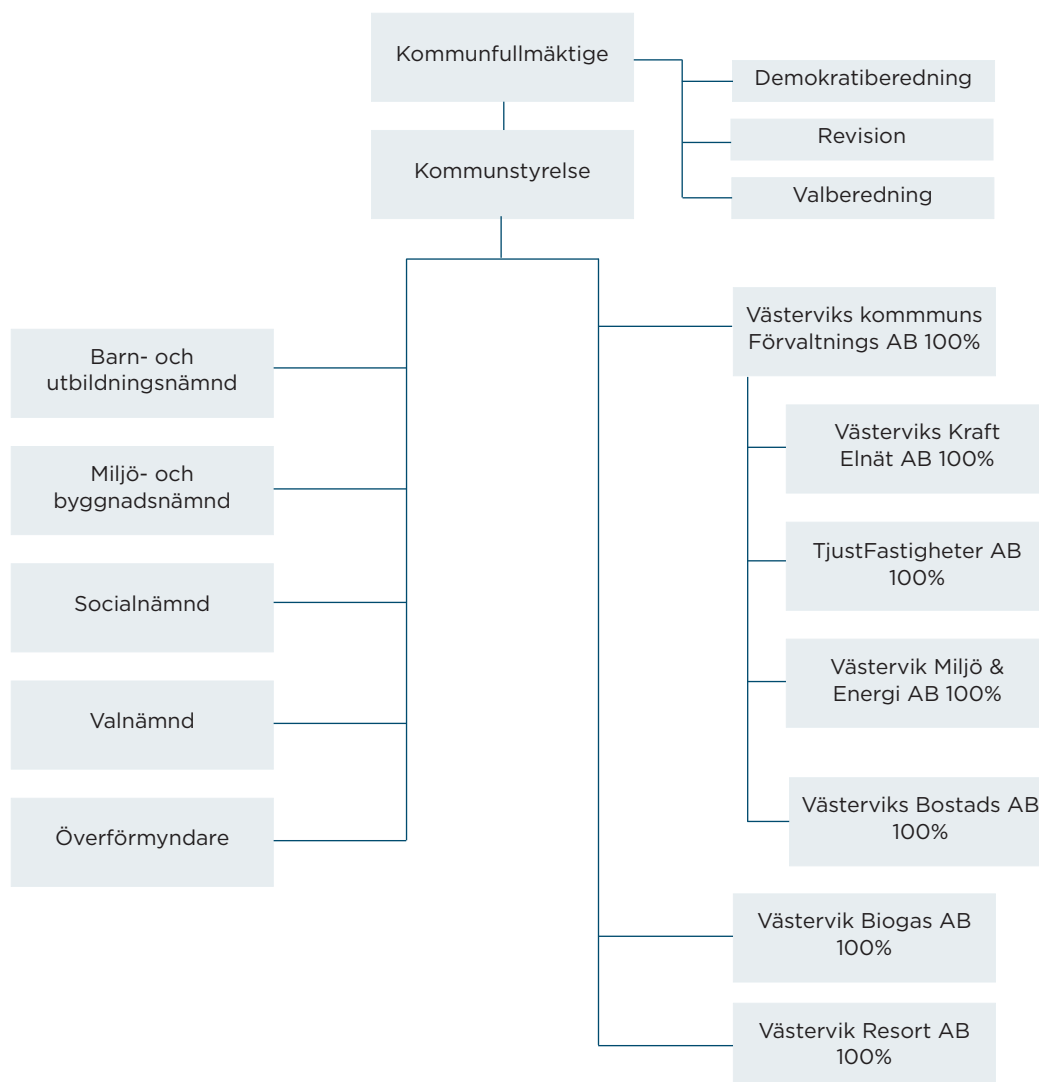 Kommunfullmäktige
Kommunstyrelse
Demokratiberedning
Revision
Valberedning
Barn- och
utbildningsnämnd
Miljö- och
byggnadsnämnd
Socialnämnd
Valnämnd
Överförmyndare
Västerviks kommmuns
Förvaltnings AB 100%
Västerviks Kraft
Elnät AB 100%
TjustFastigheter AB
100%
Västervik Miljö &
Energi AB 100%
Västerviks Bostads AB
100%
Västervik Biogas AB
100%
Västervik Resort AB
100%